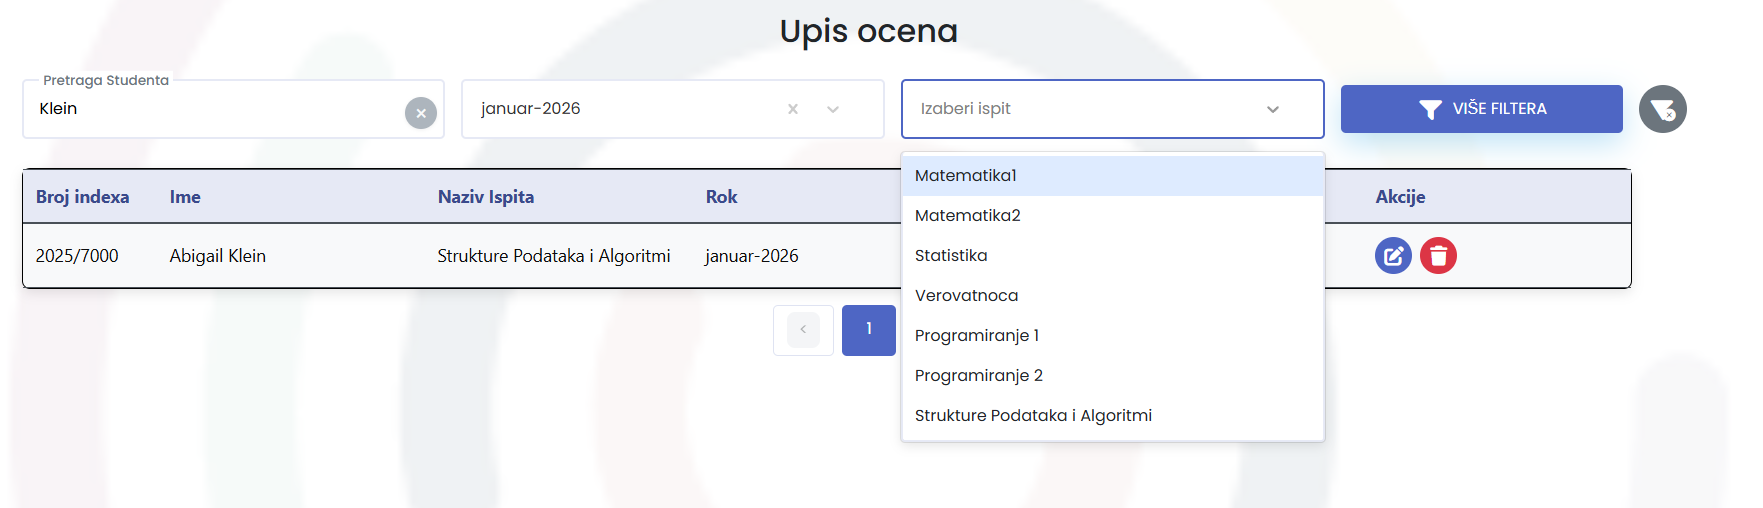 Upis ocena
Pretraga Studenta
Klein
januar-2026
Izaberi ispit
VIŠE FILTERA
Matematika1
Matematika2
Statistika
Verovatnoca
Programiranje 1
Programiranje 2
Strukture Podataka i Algoritmi
Broj indexa Ime Naziv Ispita Rok Akcije
2025/7000 Abigail Klein Strukture Podataka i Algoritmi januar-2026
< 1